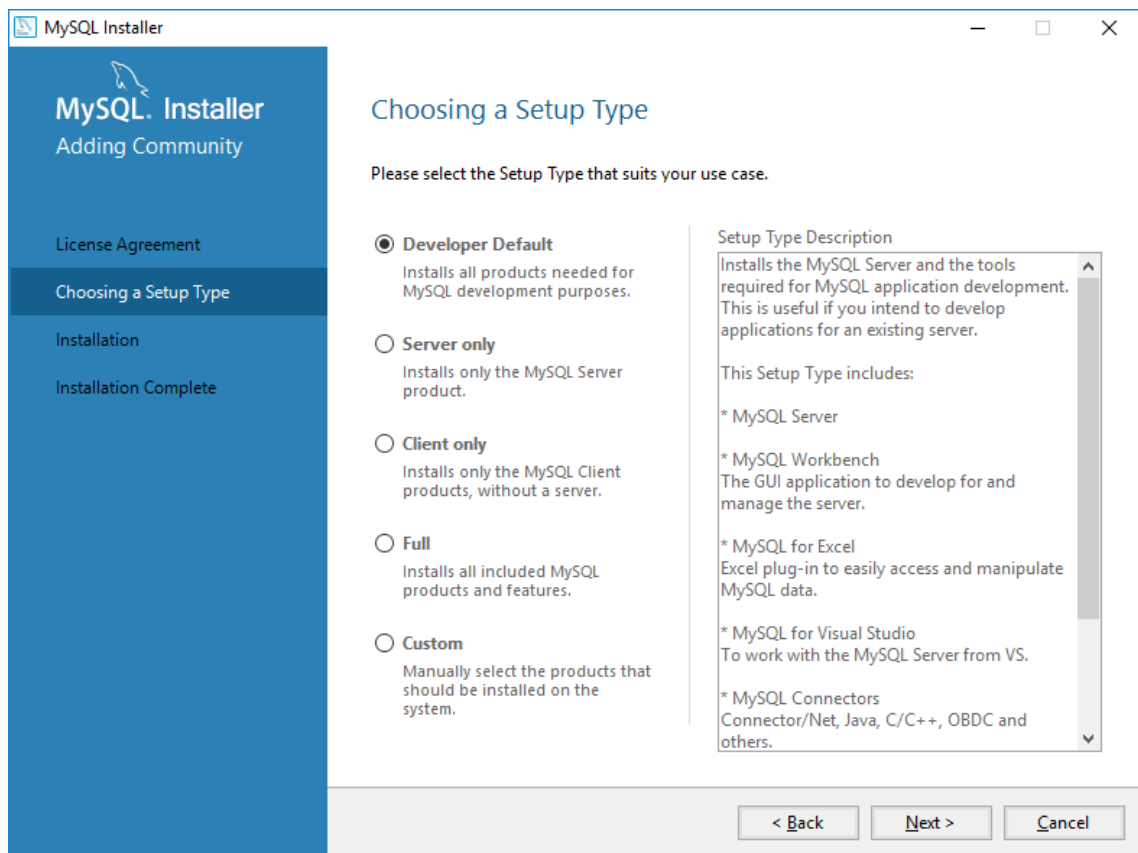 MySQL Installer
MySQL. Installer
Adding Community
License Agreement
Choosing a Setup Type
Installation
Installation Complete
Choosing a Setup Type
Please select the Setup Type that suits your use case.
Developer Default
Installs all products needed for
MySQL development purposes.
Server only
Installs only the MySQL Server
product.
Client only
Installs only the MySQL Client
products, without a server.
Full
Installs all included MySQL
products and features.
Custom
Manually select the products that
should be installed on the
system.
Setup Type Description
Installs the MySQL Server and the tools
required for MySQL application development.
This is useful if you intend to develop
applications for an existing server.
This Setup Type includes:
* MySQL Server
* MySQL Workbench
The GUI application to develop for and
manage the server.
* MySQL for Excel
Excel plug-in to easily access and manipulate
MySQL data.
* MySQL for Visual Studio
To work with the MySQL Server from VS.
* MySQL Connectors
Connector/Net, Java, C/C++, OBDC and
others.
< Back
Next >
Cancel